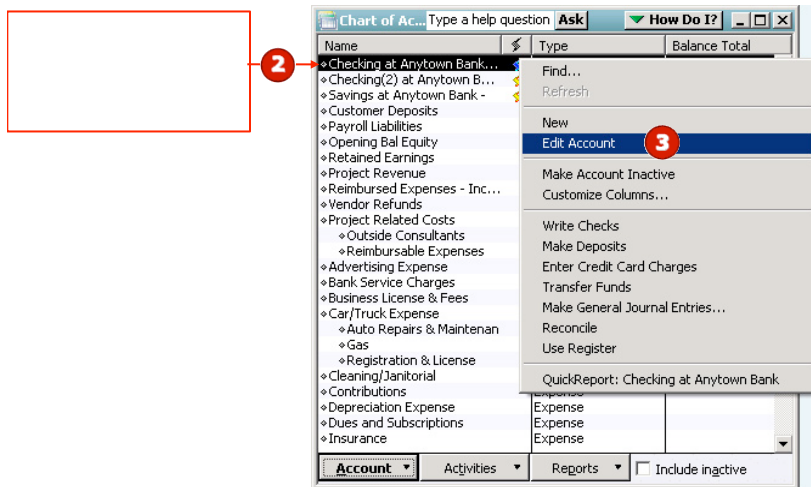 Chart of Ac... Type a help question Ask How Do I?
Name Type Balance Total
2 Checking at Anytown Bank...
Checking(2) at Anytown B...
Savings at Anytown Bank -
Customer Deposits
Payroll Liabilities
Opening Bal Equity
Retained Earnings
Project Revenue
Reimbursed Expenses - Inc...
Vendor Refunds
Project Related Costs
Outside Consultants
Reimbursable Expenses
Advertising Expense
Bank Service Charges
Business License & Fees
Car/Truck Expense
Auto Repairs & Maintenan
Gas
Registration & License
Cleaning/Janitorial
Contributions
Depreciation Expense Expense
Dues and Subscriptions Expense
Insurance Expense
Find...
Refresh
New
Edit Account 3
Make Account Inactive
Customize Columns...
Write Checks
Make Deposits
Enter Credit Card Charges
Transfer Funds
Make General Journal Entries...
Reconcile
Use Register
QuickReport: Checking at Anytown Bank
Account Activities Reports Include inactive